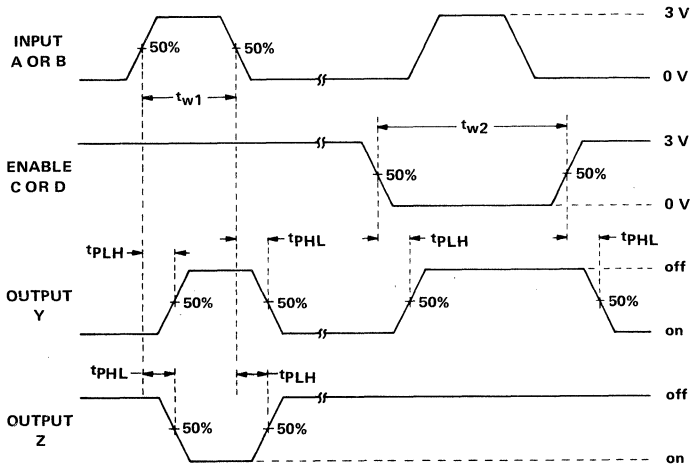 3 V
INPUT
A OR B
50%
50%
0 V
tw1
tw2
3 V
ENABLE
C OR D
50%
50%
0 V
tPLH
tPHL
tPLH
tPHL
off
OUTPUT
Y
50%
50%
50%
50%
on
tPHL
tPLH
off
OUTPUT
Z
50%
50%
on